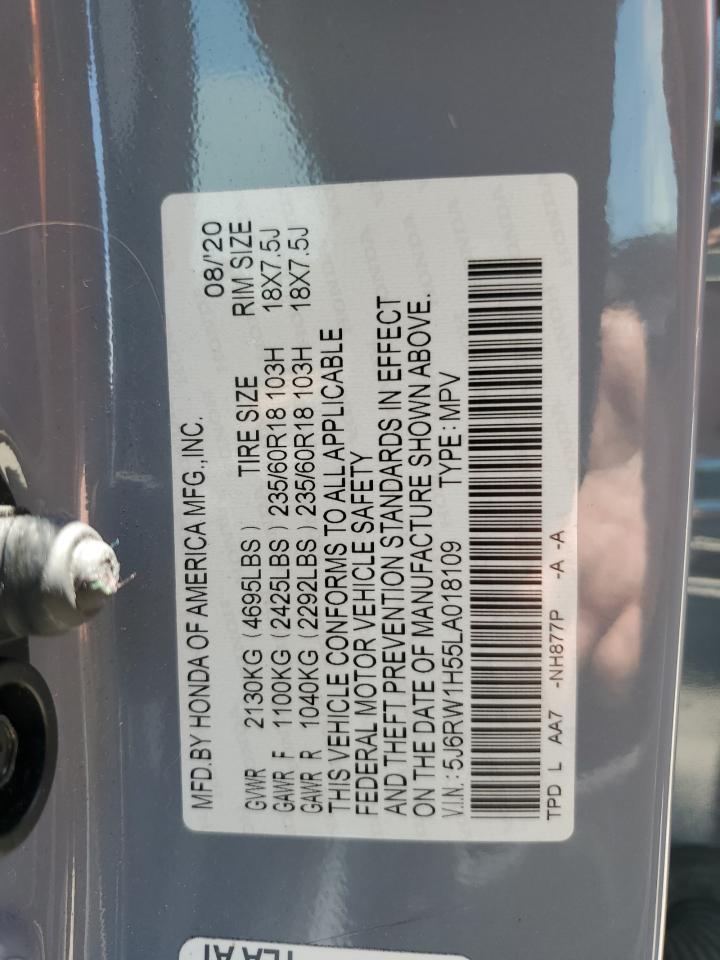 MFD.BY HONDA OF AMERICA MFG.,INC. 08/'20
GVWR 2130KG (4695LBS) TIRE SIZE RIM SIZE
GAWR F 1100KG (2425LBS) 235/60R18 103H 18X7.5J
GAWR R 1040KG (2292LBS) 235/60R18 103H 18X7.5J
THIS VEHICLE CONFORMS TO ALL APPLICABLE
FEDERAL MOTOR VEHICLE SAFETY
AND THEFT PREVENTION STANDARDS IN EFFECT
ON THE DATE OF MANUFACTURE SHOWN ABOVE.
V.I.N.:5J6RW1H55LA018109 TYPE:MPV
TPD L AA7 -NH877P -A -A